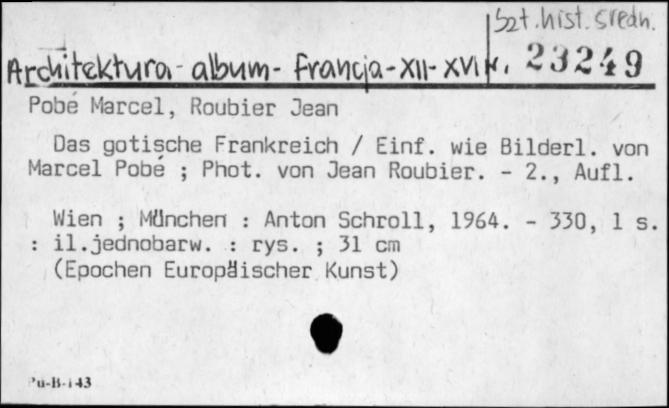 Szt. hist. średn.
Architektura - album - Francja - XII - XVI w. 23249
Pobé Marcel, Roubier Jean
Das gotische Frankreich / Einf. wie Bilderl. von
Marcel Pobé ; Phot. von Jean Roubier. - 2., Aufl.
Wien ; München : Anton Schroll, 1964. - 330, 1 s.
: il.jednobarw. : rys. ; 31 cm
(Epochen Europäischer Kunst)
Pu-B-143